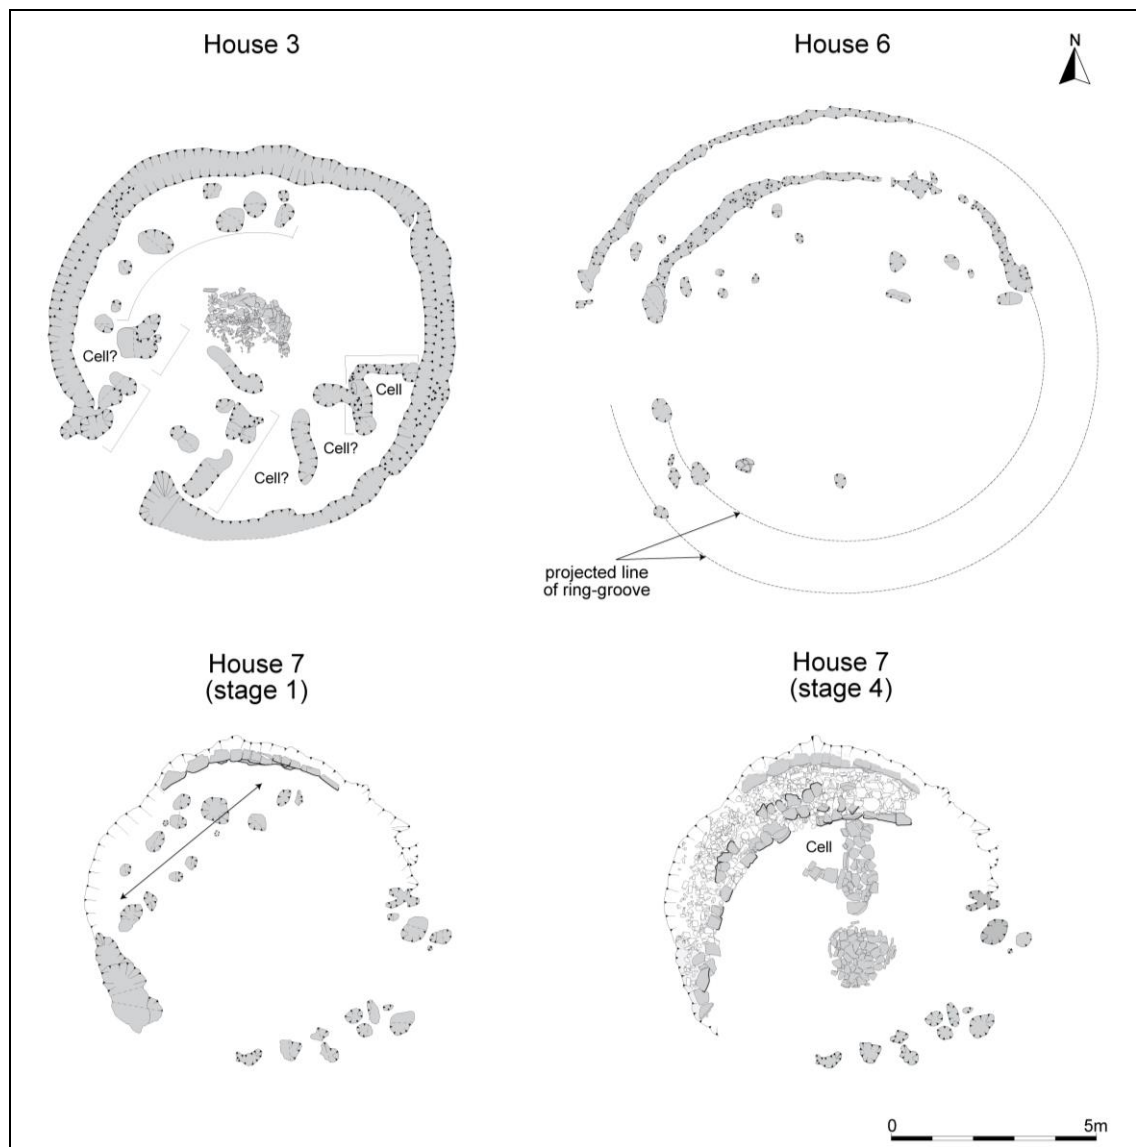 House 3
House 6
N
Cell?
Cell
Cell?
Cell?
projected line
of ring-groove
House 7
(stage 1)
House 7
(stage 4)
Cell
0
5m